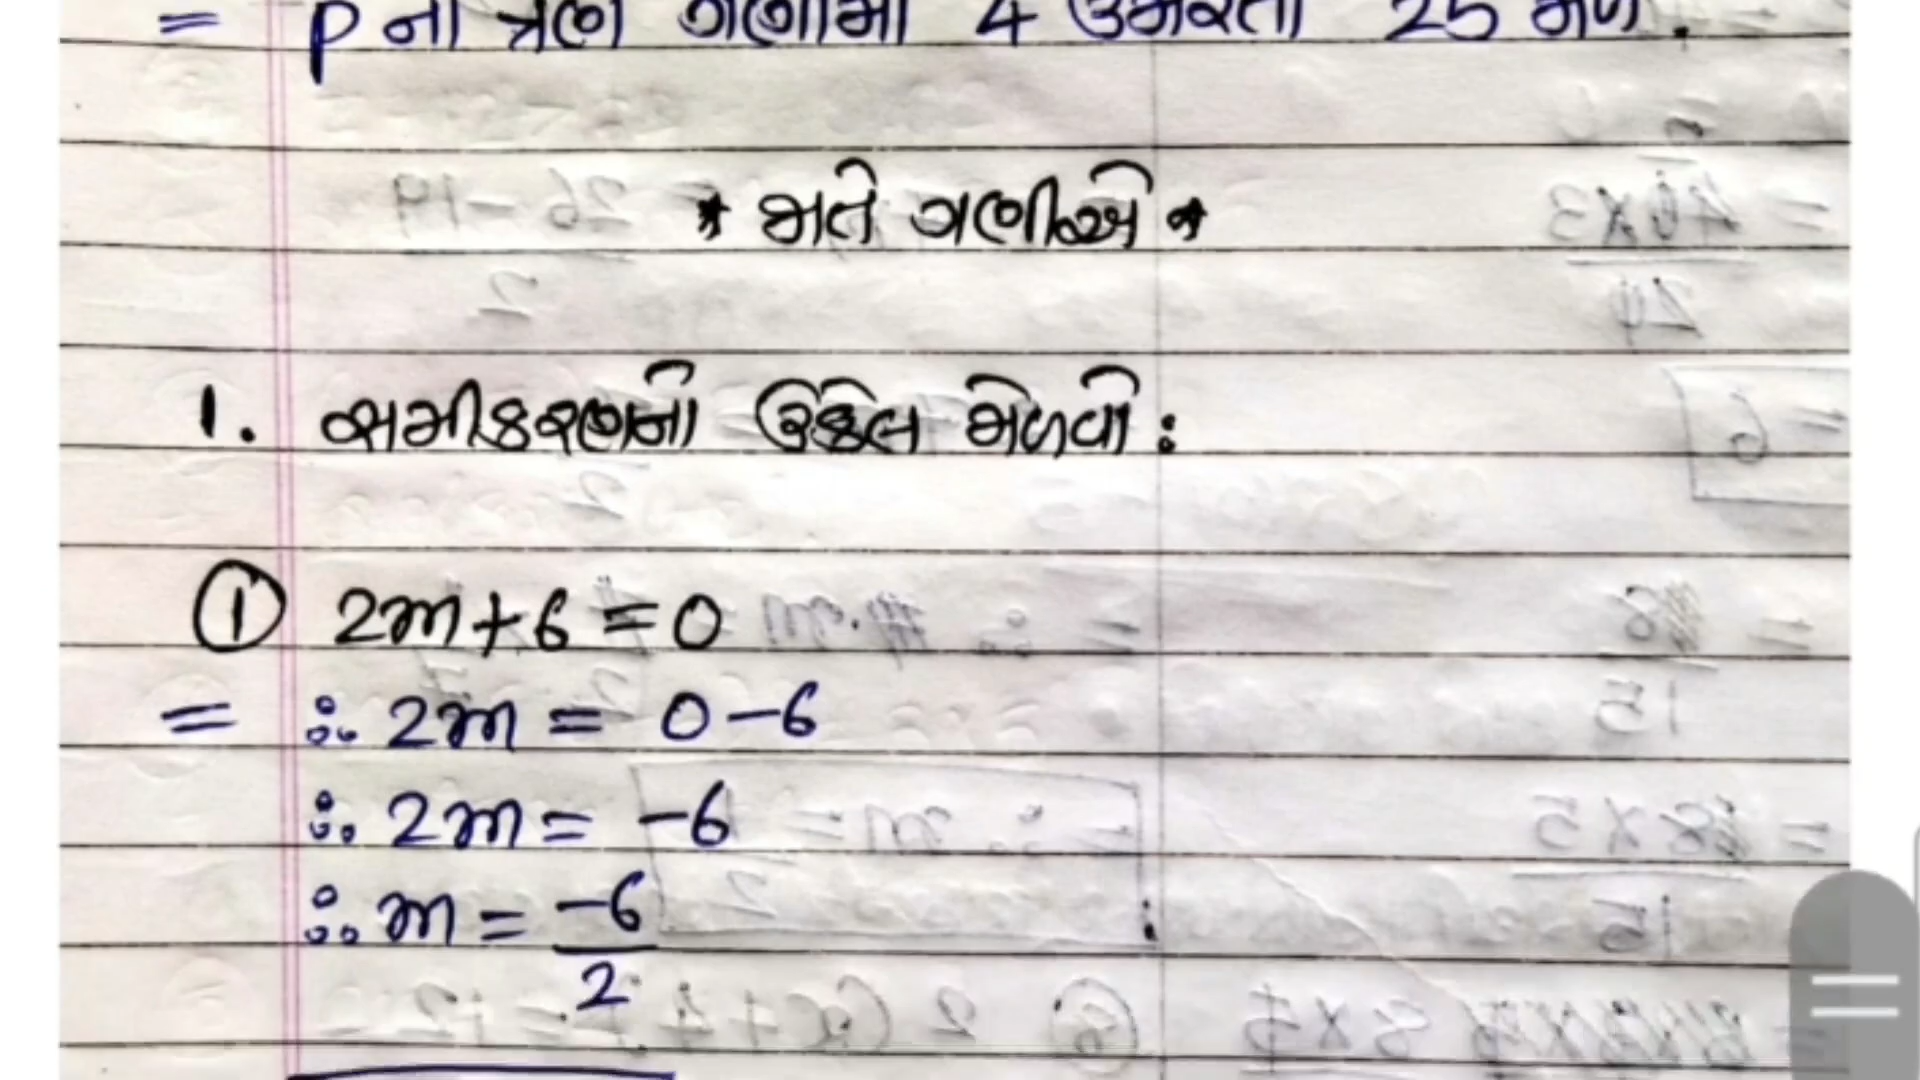 = p ના ત્રણ ગણામાં 4 ઉમેરતા 25 મળે.
* જાતે ગણીએ *
1. સમીકરણનો ઉકેલ મેળવો :
① 2m+6=0
= ∴ 2m = 0-6
∴ 2m = -6
∴ m = -6/2